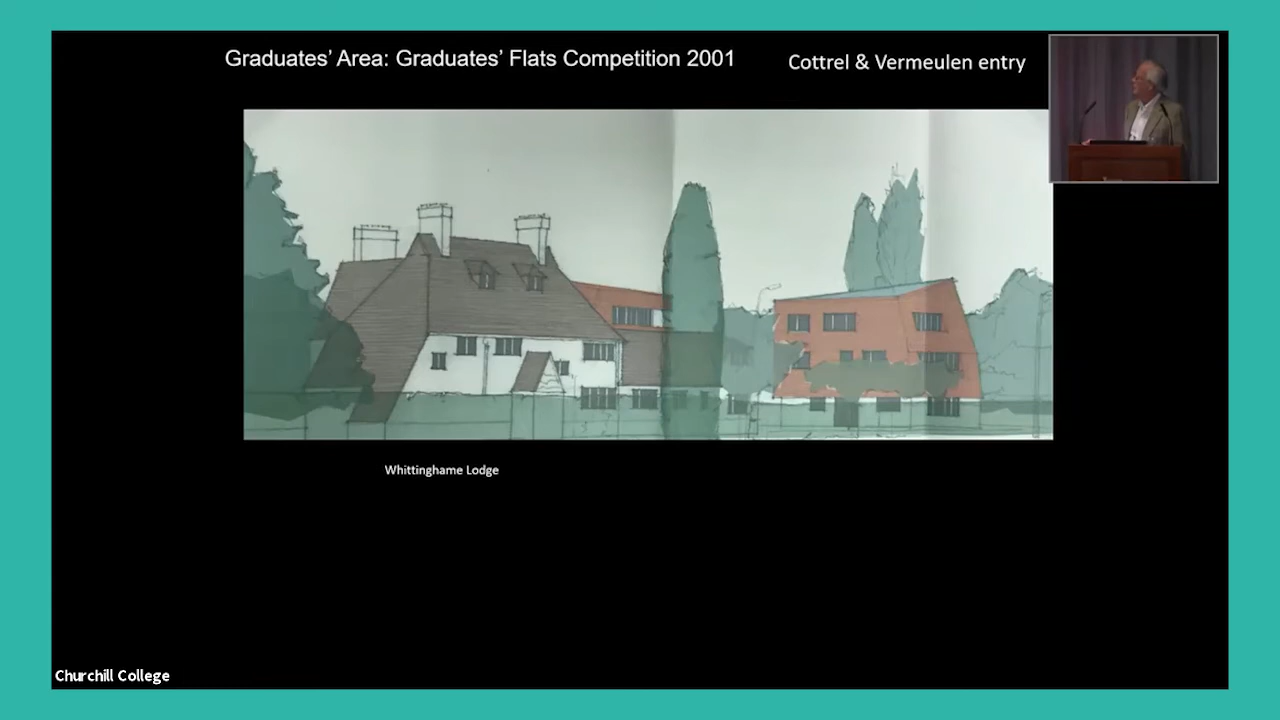 Graduates’ Area: Graduates’ Flats Competition 2001
Cottrel & Vermeulen entry
Whittinghame Lodge
Churchill College